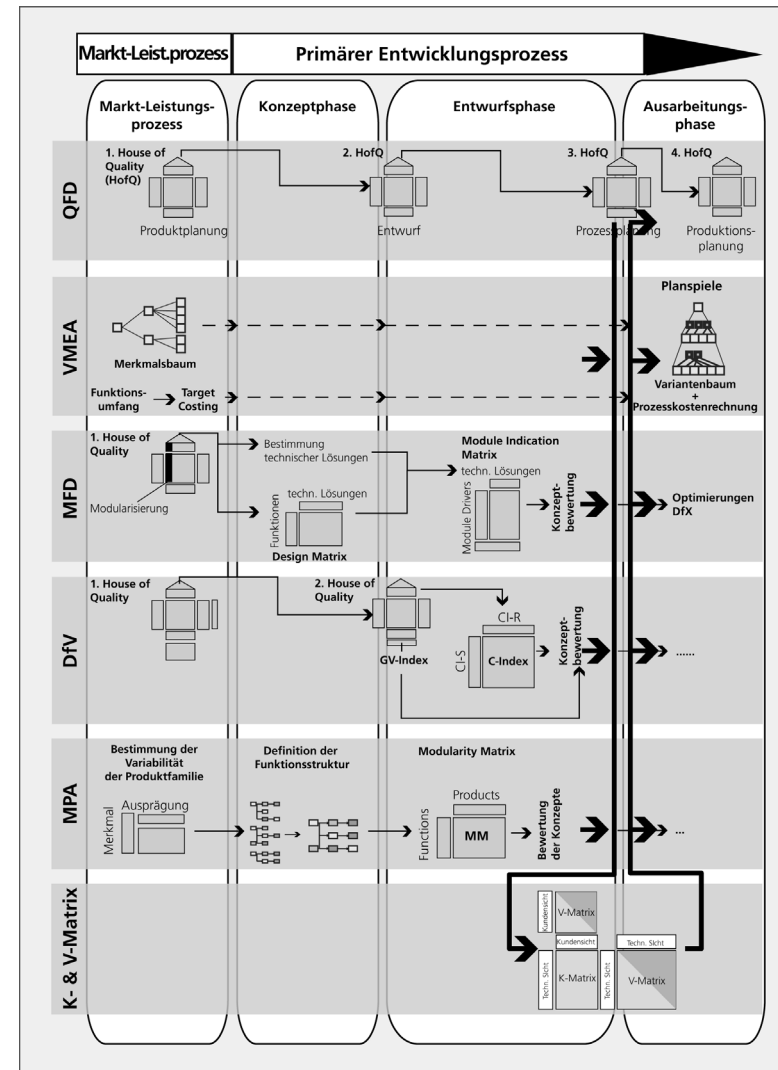 Markt-Leist.prozess
Primärer Entwicklungsprozess
Markt-Leistungs-
prozess
Konzeptphase
Entwurfsphase
Ausarbeitungs-
phase
QFD
1. House of
Quality
(HofQ)
Produktplanung
2. HofQ
Entwurf
3. HofQ
Prozessplanung
4. HofQ
Produktions-
planung
VMEA
Merkmalsbaum
Funktions-
umfang
Target
Costing
Planspiele
Variantenbaum
+
Prozesskostenrechnung
MFD
1. House of
Quality
Modularisierung
Bestimmung
technischer Lösungen
techn. Lösungen
Funktionen
Design Matrix
Module Indication
Matrix
techn. Lösungen
Module Drivers
Konzept-
bewertung
Optimierungen
DfX
DfV
1. House of
Quality
2. House of
Quality
GV-Index
CI-R
CI-S
C-Index
Konzept-
bewertung
......
MPA
Bestimmung der
Variabilität
der Produktfamilie
Ausprägung
Merkmal
Definition der
Funktionsstruktur
Modularity Matrix
Products
Functions
MM
Bewertung
der Konzepte
...
K- & V-Matrix
Kundensicht
V-Matrix
Kundensicht
Techn. SIcht
Techn. Sicht
K-Matrix
Techn. Sicht
V-Matrix